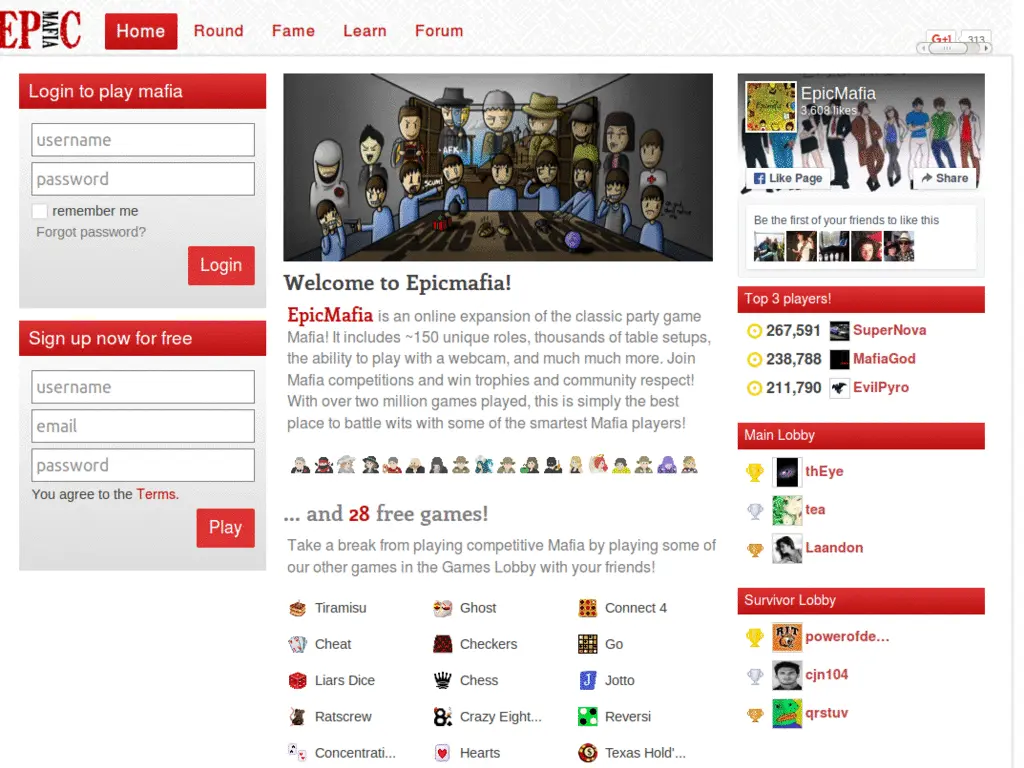 EPIC MAFIA
Home
Round
Fame
Learn
Forum
G+1
313
Login to play mafia
username
password
remember me
Forgot password?
Login
Sign up now for free
username
email
password
You agree to the Terms.
Play
-AFK-
SCUM!
EPIC MAFIA
Welcome to Epicmafia!
EpicMafia is an online expansion of the classic party game
Mafia! It includes ~150 unique roles, thousands of table setups,
the ability to play with a webcam, and much much more. Join
Mafia competitions and win trophies and community respect!
With over two million games played, this is simply the best
place to battle wits with some of the smartest Mafia players!
... and 28 free games!
Take a break from playing competitive Mafia by playing some of
our other games in the Games Lobby with your friends!
Tiramisu
Ghost
Connect 4
Cheat
Checkers
Go
Liars Dice
Chess
Jotto
Ratscrew
Crazy Eight...
Reversi
Concentrati...
Hearts
Texas Hold'...
EpicMafia
3,608 likes
Like Page
Share
Be the first of your friends to like this
Top 3 players!
267,591 SuperNova
238,788 MafiaGod
211,790 EvilPyro
Main Lobby
thEye
tea
Laandon
Survivor Lobby
RIT
powerofde...
cjn104
qrstuv